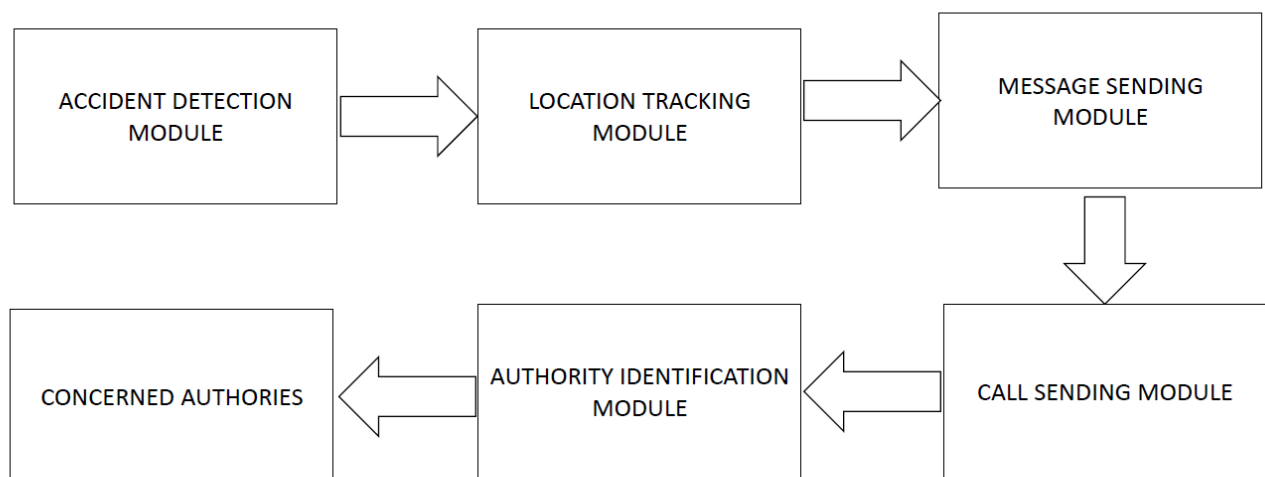 ACCIDENT DETECTION
MODULE
LOCATION TRACKING
MODULE
MESSAGE SENDING
MODULE
CONCERNED AUTHORIES
AUTHORITY IDENTIFICATION
MODULE
CALL SENDING MODULE